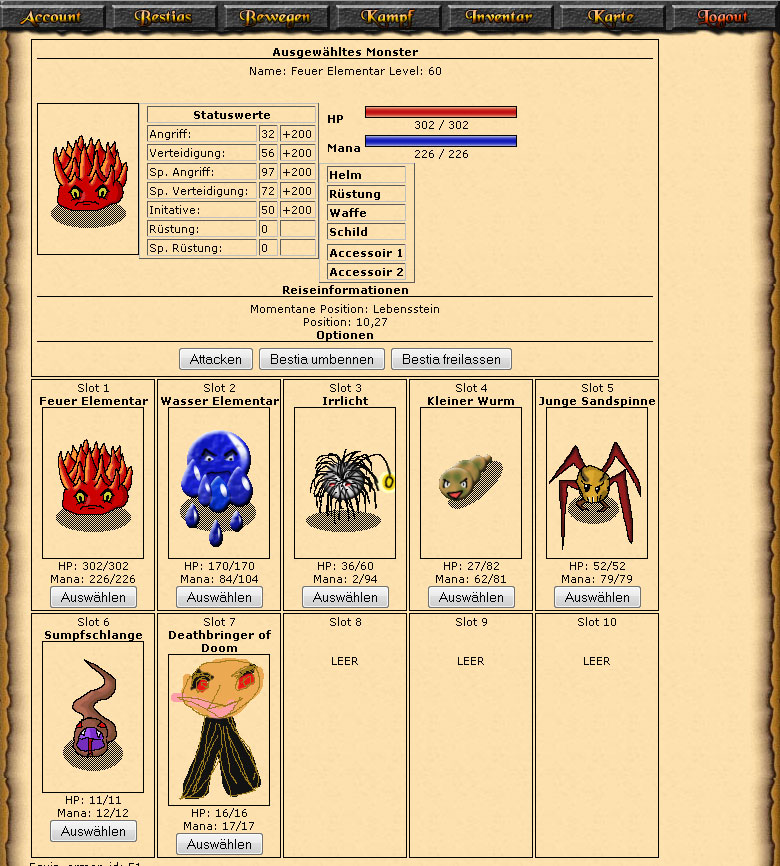 Account Bestias Bewegen Kampf Inventar Karte Logout
Ausgewähltes Monster
Name: Feuer Elementar Level: 60
Statuswerte
Angriff: 32 +200
Verteidigung: 56 +200
Sp. Angriff: 97 +200
Sp. Verteidigung: 72 +200
Initative: 50 +200
Rüstung: 0
Sp. Rüstung: 0
HP
302 / 302
Mana
226 / 226
Helm
Rüstung
Waffe
Schild
Accessoir 1
Accessoir 2
Reiseinformationen
Momentane Position: Lebensstein
Position: 10,27
Optionen
Attacken Bestia umbennen Bestia freilassen
Slot 1
Feuer Elementar
HP: 302/302
Mana: 226/226
Auswählen
Slot 2
Wasser Elementar
HP: 170/170
Mana: 84/104
Auswählen
Slot 3
Irrlicht
HP: 36/60
Mana: 2/94
Auswählen
Slot 4
Kleiner Wurm
HP: 27/82
Mana: 62/81
Auswählen
Slot 5
Junge Sandspinne
HP: 52/52
Mana: 79/79
Auswählen
Slot 6
Sumpfschlange
HP: 11/11
Mana: 12/12
Auswählen
Slot 7
Deathbringer of
Doom
HP: 16/16
Mana: 17/17
Auswählen
Slot 8
LEER
Slot 9
LEER
Slot 10
LEER